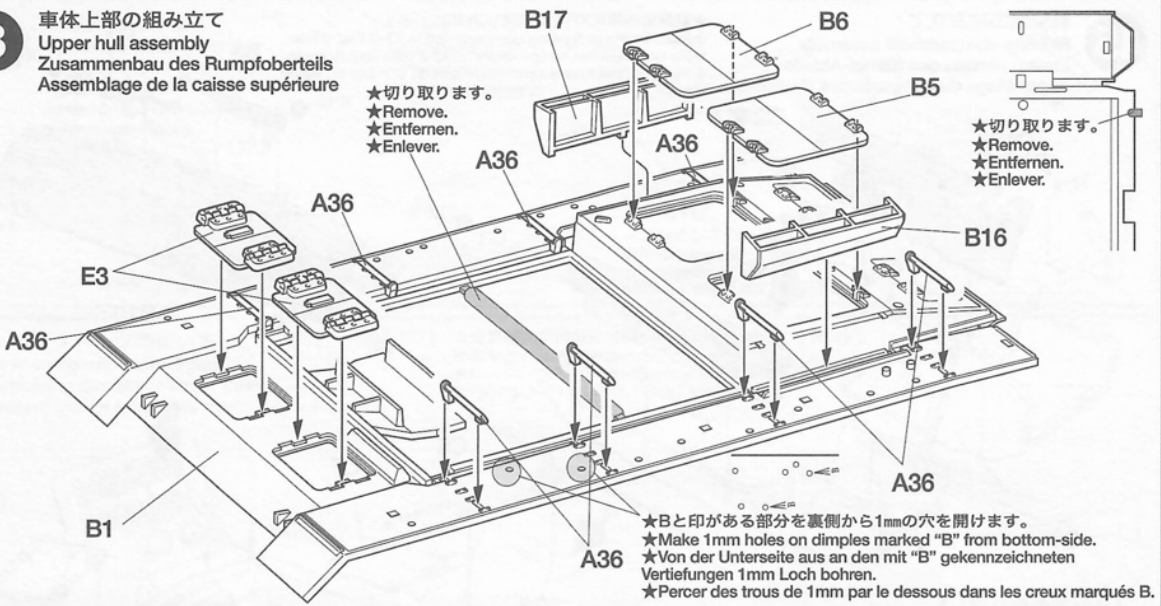 3
車体上部の組み立て
Upper hull assembly
Zusammenbau des Rumpfoberteils
Assemblage de la caisse supérieure
B17
B6
B5
★切り取ります。
★Remove.
★Entfernen.
★Enlever.
★切り取ります。
★Remove.
★Entfernen.
★Enlever.
A36
A36
A36
B16
E3
A36
A36
B1
A36
B
B
★Bと印がある部分を裏側から1mmの穴を開けます。
★Make 1mm holes on dimples marked “B” from bottom-side.
★Von der Unterseite aus an den mit “B” gekennzeichneten
Vertiefungen 1mm Loch bohren.
★Percer des trous de 1mm par le dessous dans les creux marqués B.